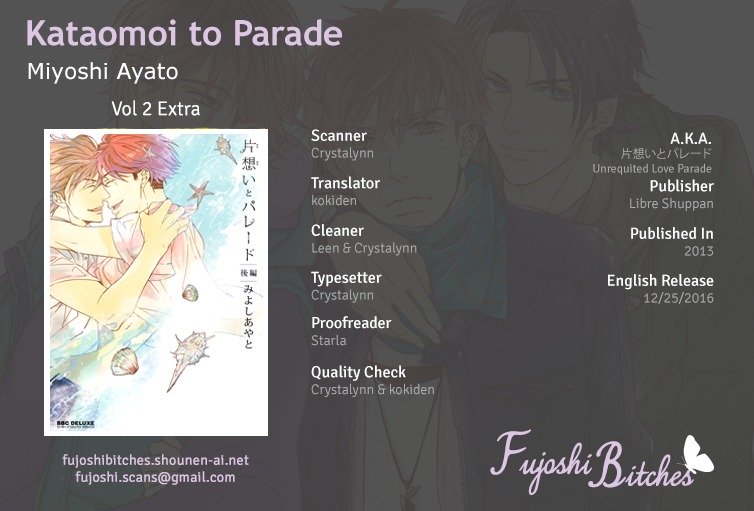 Kataomoi to Parade
Miyoshi Ayato
Vol 2 Extra
片想いとパレード
後編
みよしあやと
BBC DELUXE
fujoshibitches.shounen-ai.net
fujoshi.scans@gmail.com
Scanner
Crystalynn
Translator
kokiden
Cleaner
Leen & Crystalynn
Typesetter
Crystalynn
Proofreader
Starla
Quality Check
Crystalynn & kokiden
A.K.A.
片想いとパレード
Unrequited Love Parade
Publisher
Libre Shuppan
Published In
2013
English Release
12/25/2016
Fujoshi Bitches